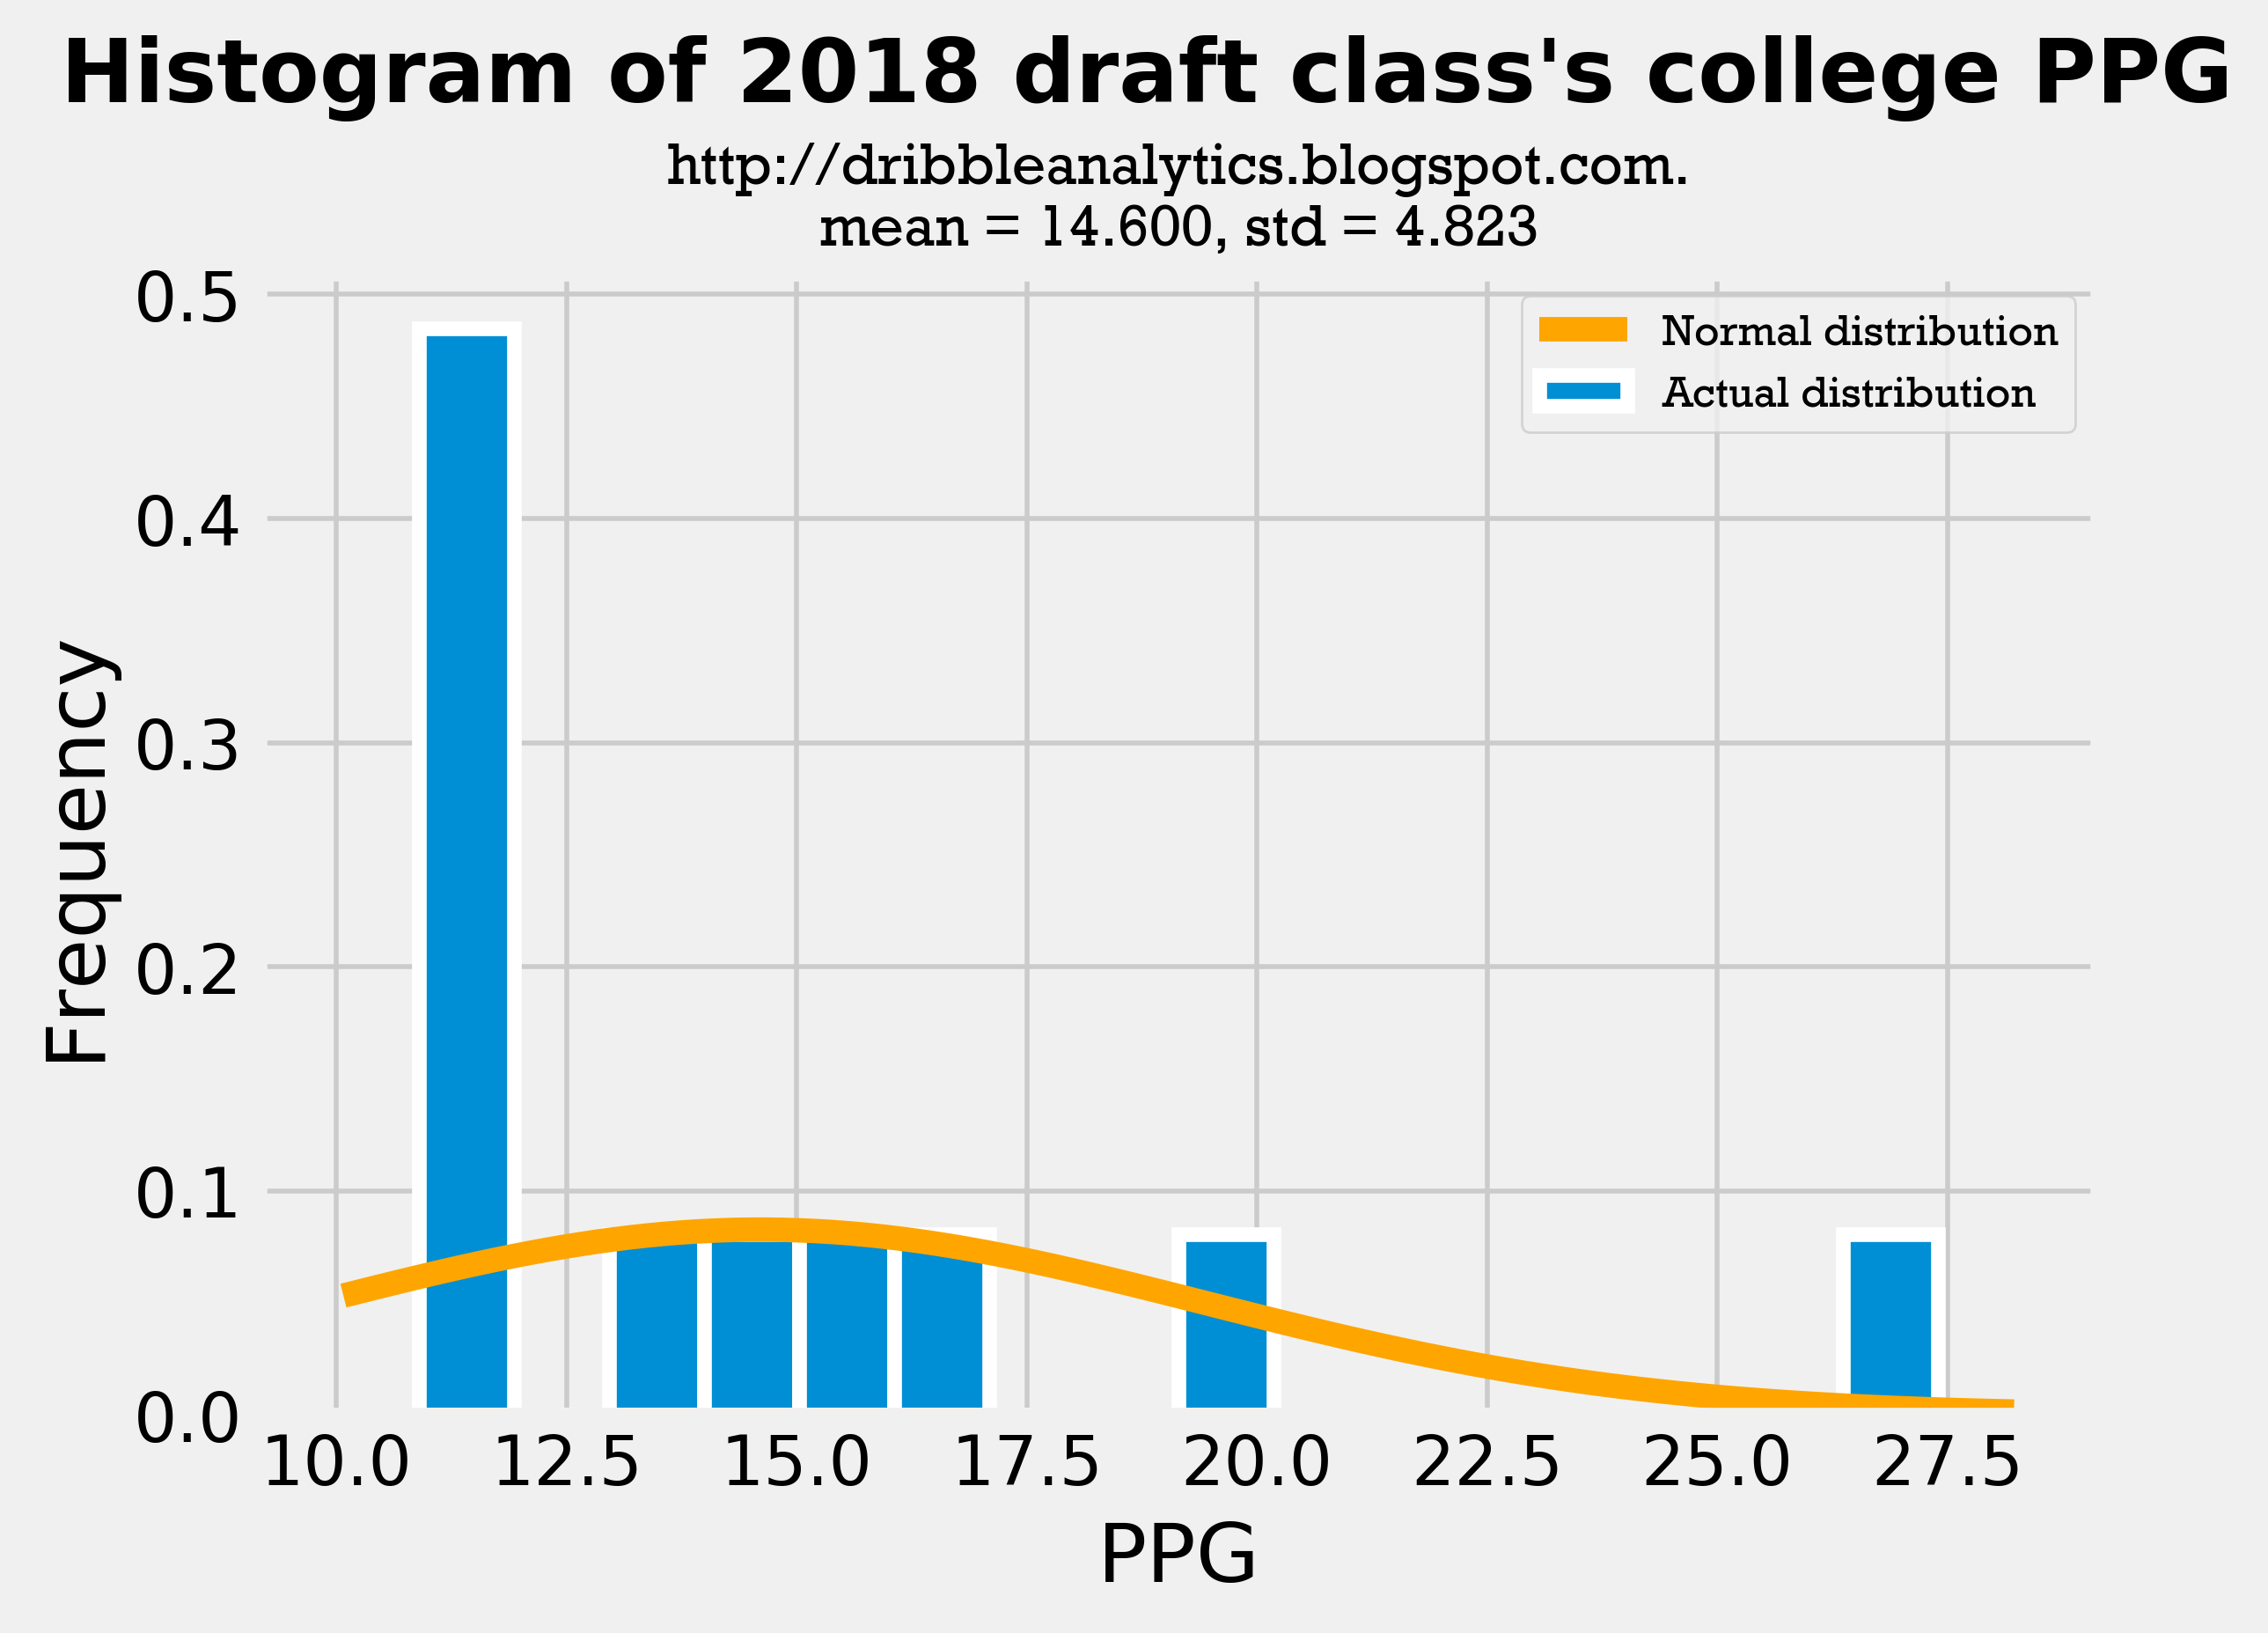 Histogram of 2018 draft class's college PPG
http://dribbleanalytics.blogspot.com.
mean = 14.600, std = 4.823
Normal distribution
Actual distribution
Frequency
0.5
0.4
0.3
0.2
0.1
0.0
10.0 12.5 15.0 17.5 20.0 22.5 25.0 27.5
PPG